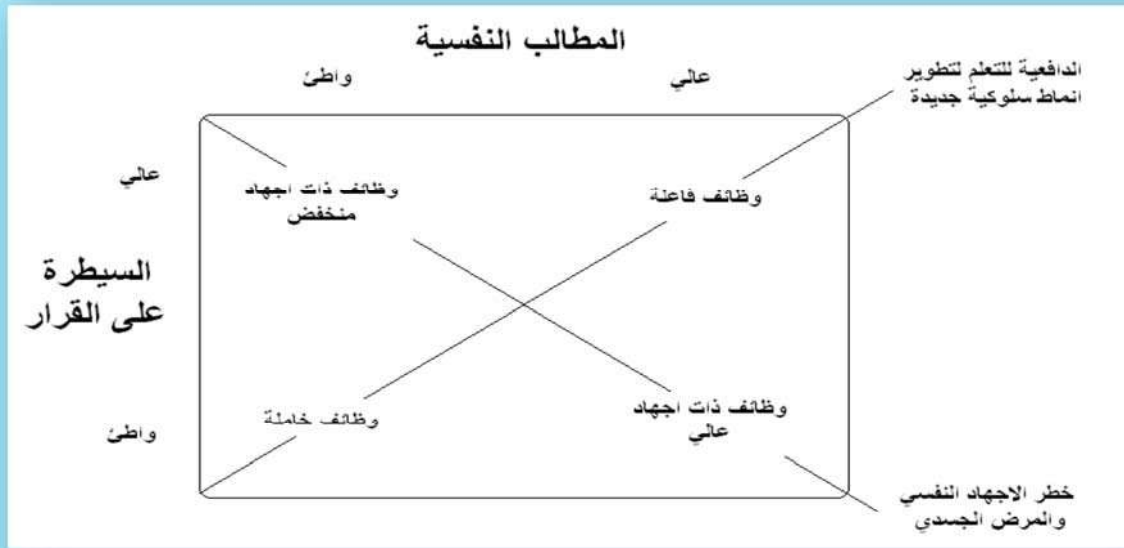 المطالب النفسية
عالي
واطئ
الدافعية للتعلم لتطوير
انماط سلوكية جديدة
عالي
وظائف ذات اجهاد
منخفض
وظائف فاعلة
السيطرة
على القرار
وظائف ذات اجهاد
عالي
وظائف خاملة
واطئ
خطر الاجهاد النفسي
والمرض الجسدي